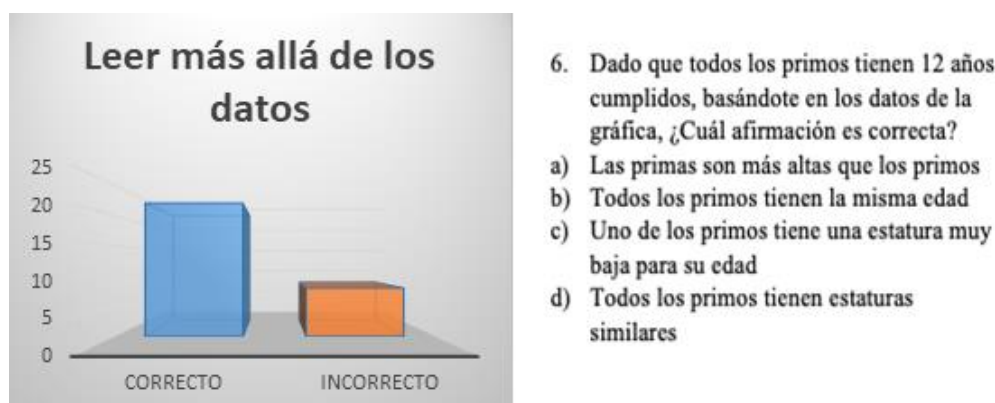 Leer más allá de los
datos
25
20
15
10
5
0
CORRECTO INCORRECTO
6. Dado que todos los primos tienen 12 años
cumplidos, basándote en los datos de la
gráfica, ¿Cuál afirmación es correcta?
a) Las primas son más altas que los primos
b) Todos los primos tienen la misma edad
c) Uno de los primos tiene una estatura muy
baja para su edad
d) Todos los primos tienen estaturas
similares